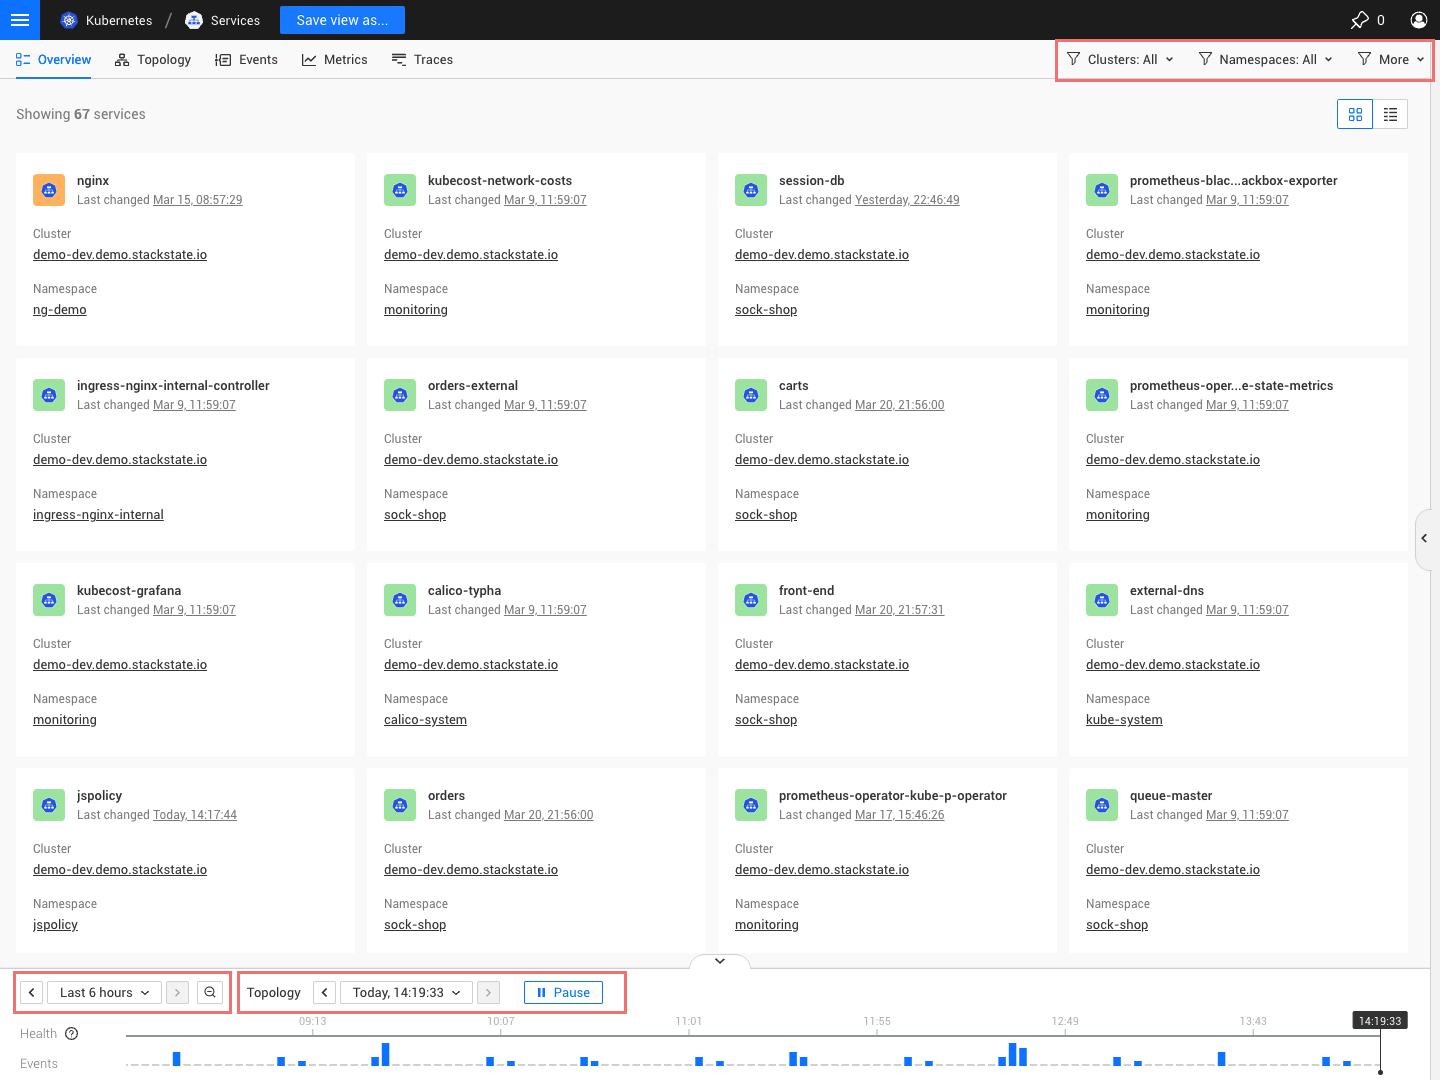 Kubernetes / Services Save view as... 0
Overview Topology Events Metrics Traces Clusters: All Namespaces: All More
Showing 67 services
nginx
Last changed Mar 15, 08:57:29
Cluster
demo-dev.demo.stackstate.io
Namespace
ng-demo
kubecost-network-costs
Last changed Mar 9, 11:59:07
Cluster
demo-dev.demo.stackstate.io
Namespace
monitoring
session-db
Last changed Yesterday, 22:46:49
Cluster
demo-dev.demo.stackstate.io
Namespace
sock-shop
prometheus-blac...ackbox-exporter
Last changed Mar 9, 11:59:07
Cluster
demo-dev.demo.stackstate.io
Namespace
monitoring
ingress-nginx-internal-controller
Last changed Mar 9, 11:59:07
Cluster
demo-dev.demo.stackstate.io
Namespace
ingress-nginx-internal
orders-external
Last changed Mar 9, 11:59:07
Cluster
demo-dev.demo.stackstate.io
Namespace
sock-shop
carts
Last changed Mar 20, 21:56:00
Cluster
demo-dev.demo.stackstate.io
Namespace
sock-shop
prometheus-oper...e-state-metrics
Last changed Mar 9, 11:59:07
Cluster
demo-dev.demo.stackstate.io
Namespace
monitoring
kubecost-grafana
Last changed Mar 9, 11:59:07
Cluster
demo-dev.demo.stackstate.io
Namespace
monitoring
calico-typha
Last changed Mar 9, 11:59:07
Cluster
demo-dev.demo.stackstate.io
Namespace
calico-system
front-end
Last changed Mar 20, 21:57:31
Cluster
demo-dev.demo.stackstate.io
Namespace
sock-shop
external-dns
Last changed Mar 9, 11:59:07
Cluster
demo-dev.demo.stackstate.io
Namespace
kube-system
jspolicy
Last changed Today, 14:17:44
Cluster
demo-dev.demo.stackstate.io
Namespace
jspolicy
orders
Last changed Mar 20, 21:56:00
Cluster
demo-dev.demo.stackstate.io
Namespace
sock-shop
prometheus-operator-kube-p-operator
Last changed Mar 17, 15:46:26
Cluster
demo-dev.demo.stackstate.io
Namespace
monitoring
queue-master
Last changed Mar 9, 11:59:07
Cluster
demo-dev.demo.stackstate.io
Namespace
sock-shop
Last 6 hours Topology Today, 14:19:33 Pause
09:13 10:07 11:01 11:55 12:49 13:43 14:19:33
Health ?
Events